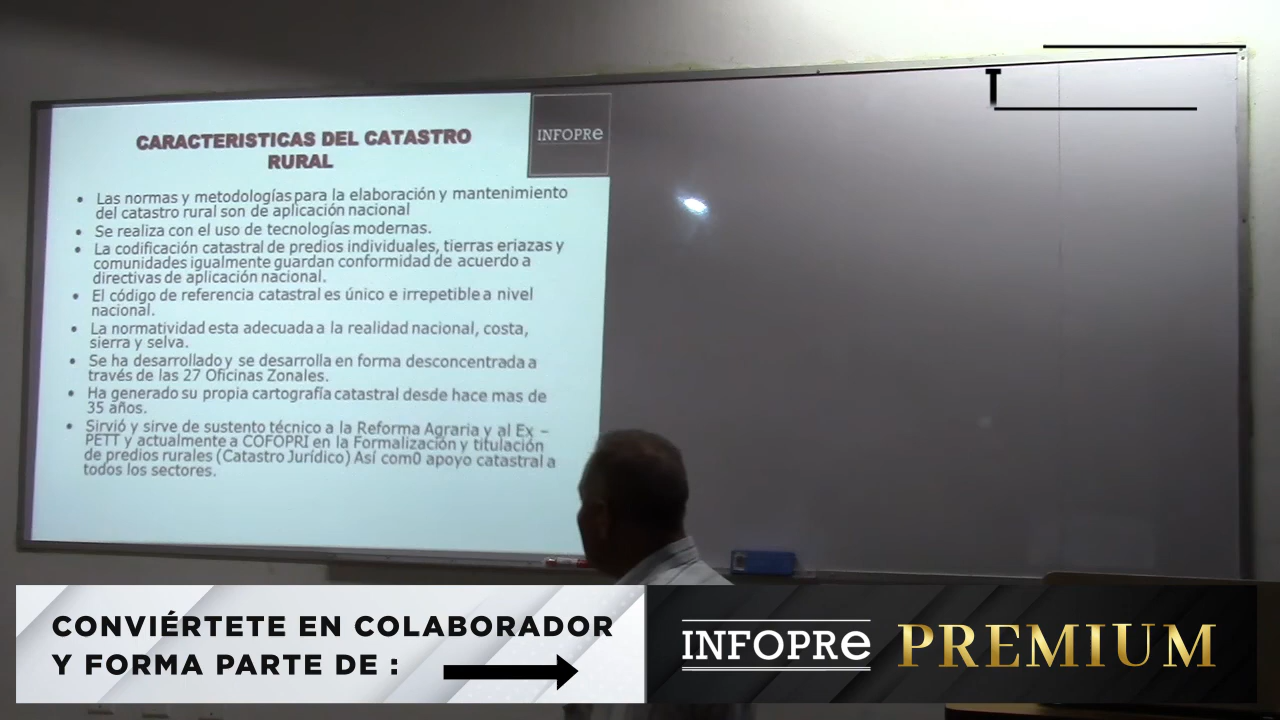 CARACTERISTICAS DEL CATASTRO
RURAL
INFOPRe
• Las normas y metodologías para la elaboración y mantenimiento
del catastro rural son de aplicación nacional
• Se realiza con el uso de tecnologías modernas.
• La codificación catastral de predios individuales, tierras eriazas y
comunidades igualmente guardan conformidad de acuerdo a
directivas de aplicación nacional.
• El código de referencia catastral es único e irrepetible a nivel
nacional.
• La normatividad esta adecuada a la realidad nacional, costa,
sierra y selva.
• Se ha desarrollado y se desarrolla en forma desconcentrada a
través de las 27 Oficinas Zonales.
• Ha generado su propia cartografía catastral desde hace mas de
35 años.
• Sirvió y sirve de sustento técnico a la Reforma Agraria y al Ex –
PETT y actualmente a COFOPRI en la Formalización y titulación
de predios rurales (Catastro Jurídico) Así com0 apoyo catastral a
todos los sectores.
CONVIÉRTETE EN COLABORADOR
Y FORMA PARTE DE :
INFOPRe PREMIUM